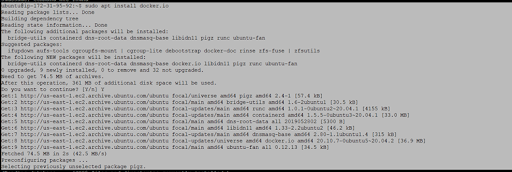 ubuntu@ip-172-31-95-92:~$ sudo apt install docker.io
Reading package lists... Done
Building dependency tree
Reading state information... Done
The following additional packages will be installed:
bridge-utils containerd dns-root-data dnsmasq-base libidn11 pigz runc ubuntu-fan
Suggested packages:
ifupdown aufs-tools cgroupfs-mount | cgroup-lite debootstrap docker-doc rinse zfs-fuse | zfsutils
The following NEW packages will be installed:
bridge-utils containerd dns-root-data dnsmasq-base docker.io libidn11 pigz runc ubuntu-fan
0 upgraded, 9 newly installed, 0 to remove and 32 not upgraded.
Need to get 74.5 MB of archives.
After this operation, 361 MB of additional disk space will be used.
Do you want to continue? [Y/n] Y
Get:1 http://us-east-1.ec2.archive.ubuntu.com/ubuntu focal/universe amd64 pigz amd64 2.4-1 [57.4 kB]
Get:2 http://us-east-1.ec2.archive.ubuntu.com/ubuntu focal/main amd64 bridge-utils amd64 1.6-2ubuntu1 [30.5 kB]
Get:3 http://us-east-1.ec2.archive.ubuntu.com/ubuntu focal-updates/main amd64 runc amd64 1.0.1-0ubuntu2~20.04.1 [4155 kB]
Get:4 http://us-east-1.ec2.archive.ubuntu.com/ubuntu focal-updates/main amd64 containerd amd64 1.5.5-0ubuntu3~20.04.1 [33.0 MB]
Get:5 http://us-east-1.ec2.archive.ubuntu.com/ubuntu focal/main amd64 dns-root-data all 2019052802 [5300 B]
Get:6 http://us-east-1.ec2.archive.ubuntu.com/ubuntu focal/main amd64 libidn11 amd64 1.33-2.2ubuntu2 [46.2 kB]
Get:7 http://us-east-1.ec2.archive.ubuntu.com/ubuntu focal-updates/main amd64 dnsmasq-base amd64 2.80-1.1ubuntu1.4 [315 kB]
Get:8 http://us-east-1.ec2.archive.ubuntu.com/ubuntu focal-updates/universe amd64 docker.io amd64 20.10.7-0ubuntu5~20.04.2 [36.9 MB]
Get:9 http://us-east-1.ec2.archive.ubuntu.com/ubuntu focal/main amd64 ubuntu-fan all 0.12.13 [34.5 kB]
Fetched 74.5 MB in 2s (42.5 MB/s)
Preconfiguring packages ...
Selecting previously unselected package pigz.